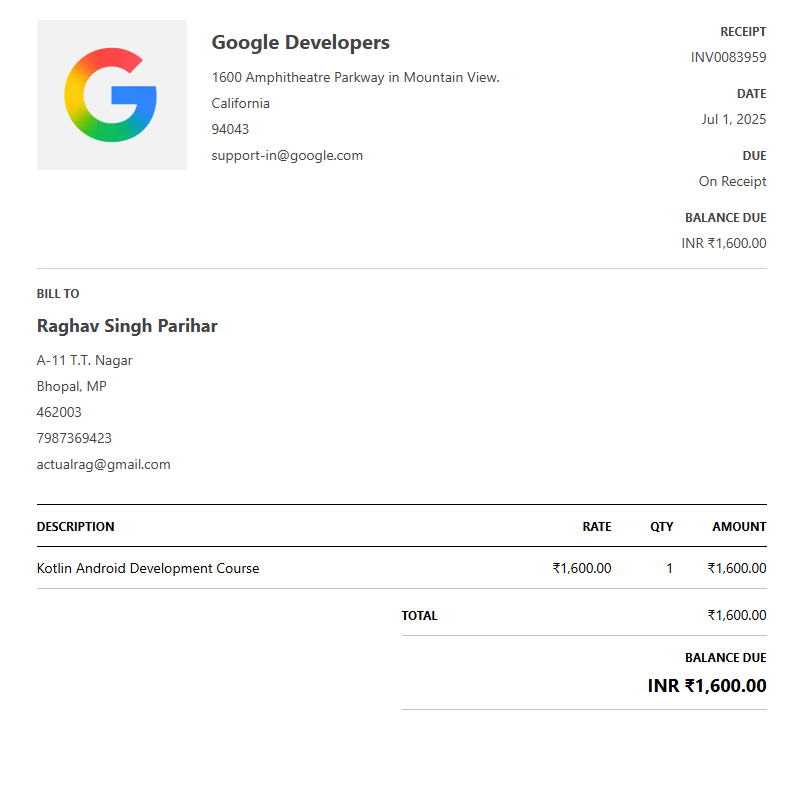 Google Developers
1600 Amphitheatre Parkway in Mountain View.
California
94043
support-in@google.com
RECEIPT
INV0083959
DATE
Jul 1, 2025
DUE
On Receipt
BALANCE DUE
INR ₹1,600.00
BILL TO
Raghav Singh Parihar
A-11 T.T. Nagar
Bhopal, MP
462003
7987369423
actualrag@gmail.com
DESCRIPTION RATE QTY AMOUNT
Kotlin Android Development Course ₹1,600.00 1 ₹1,600.00
TOTAL ₹1,600.00
BALANCE DUE
INR ₹1,600.00